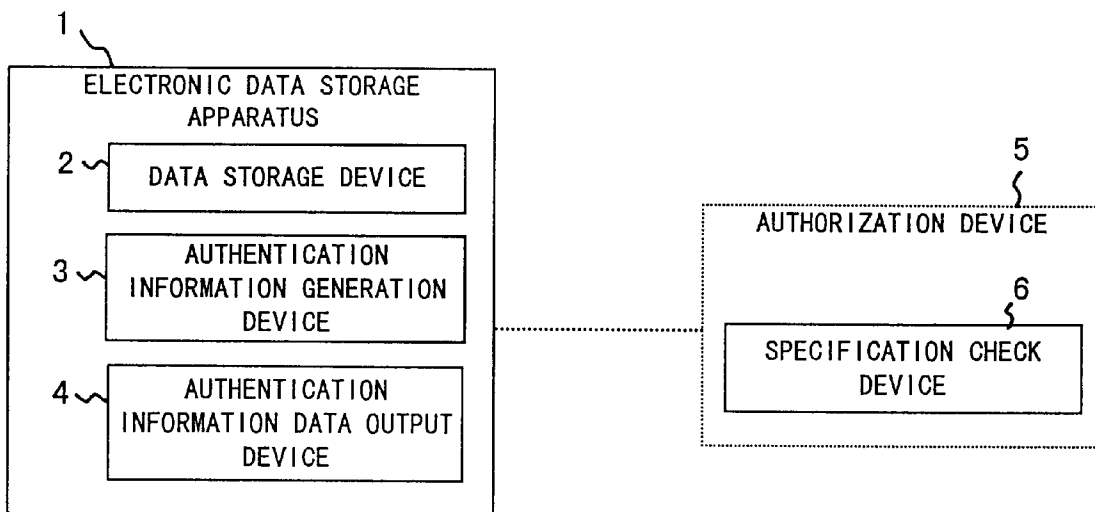 1
ELECTRONIC DATA STORAGE
APPARATUS
2
DATA STORAGE DEVICE
3
AUTHENTICATION
INFORMATION GENERATION
DEVICE
4
AUTHENTICATION
INFORMATION DATA OUTPUT
DEVICE
5
AUTHORIZATION DEVICE
6
SPECIFICATION CHECK
DEVICE